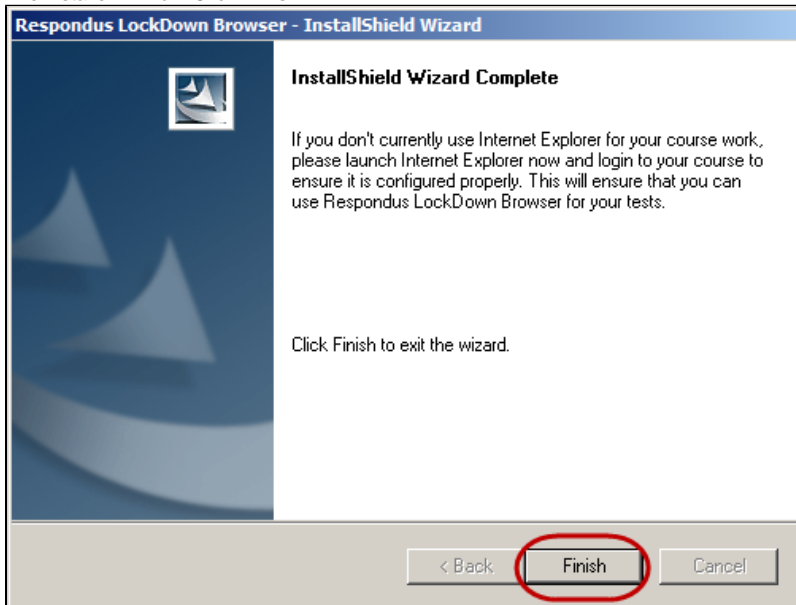 Respondus LockDown Browser - InstallShield Wizard
InstallShield Wizard Complete
If you don't currently use Internet Explorer for your course work,
please launch Internet Explorer now and login to your course to
ensure it is configured properly. This will ensure that you can
use Respondus LockDown Browser for your tests.
Click Finish to exit the wizard.
< Back
Finish
Cancel